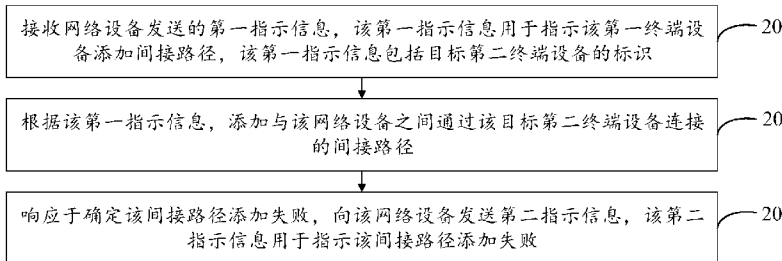 接收网络设备发送的第一指示信息，该第一指示信息用于指示该第一终端设
备添加间接路径，该第一指示信息包括目标第二终端设备的标识
20
根据该第一指示信息，添加与该网络设备之间通过该目标第二终端设备连接
的间接路径
20
响应于确定该间接路径添加失败，向该网络设备发送第二指示信息，该第二
指示信息用于指示该间接路径添加失败
20